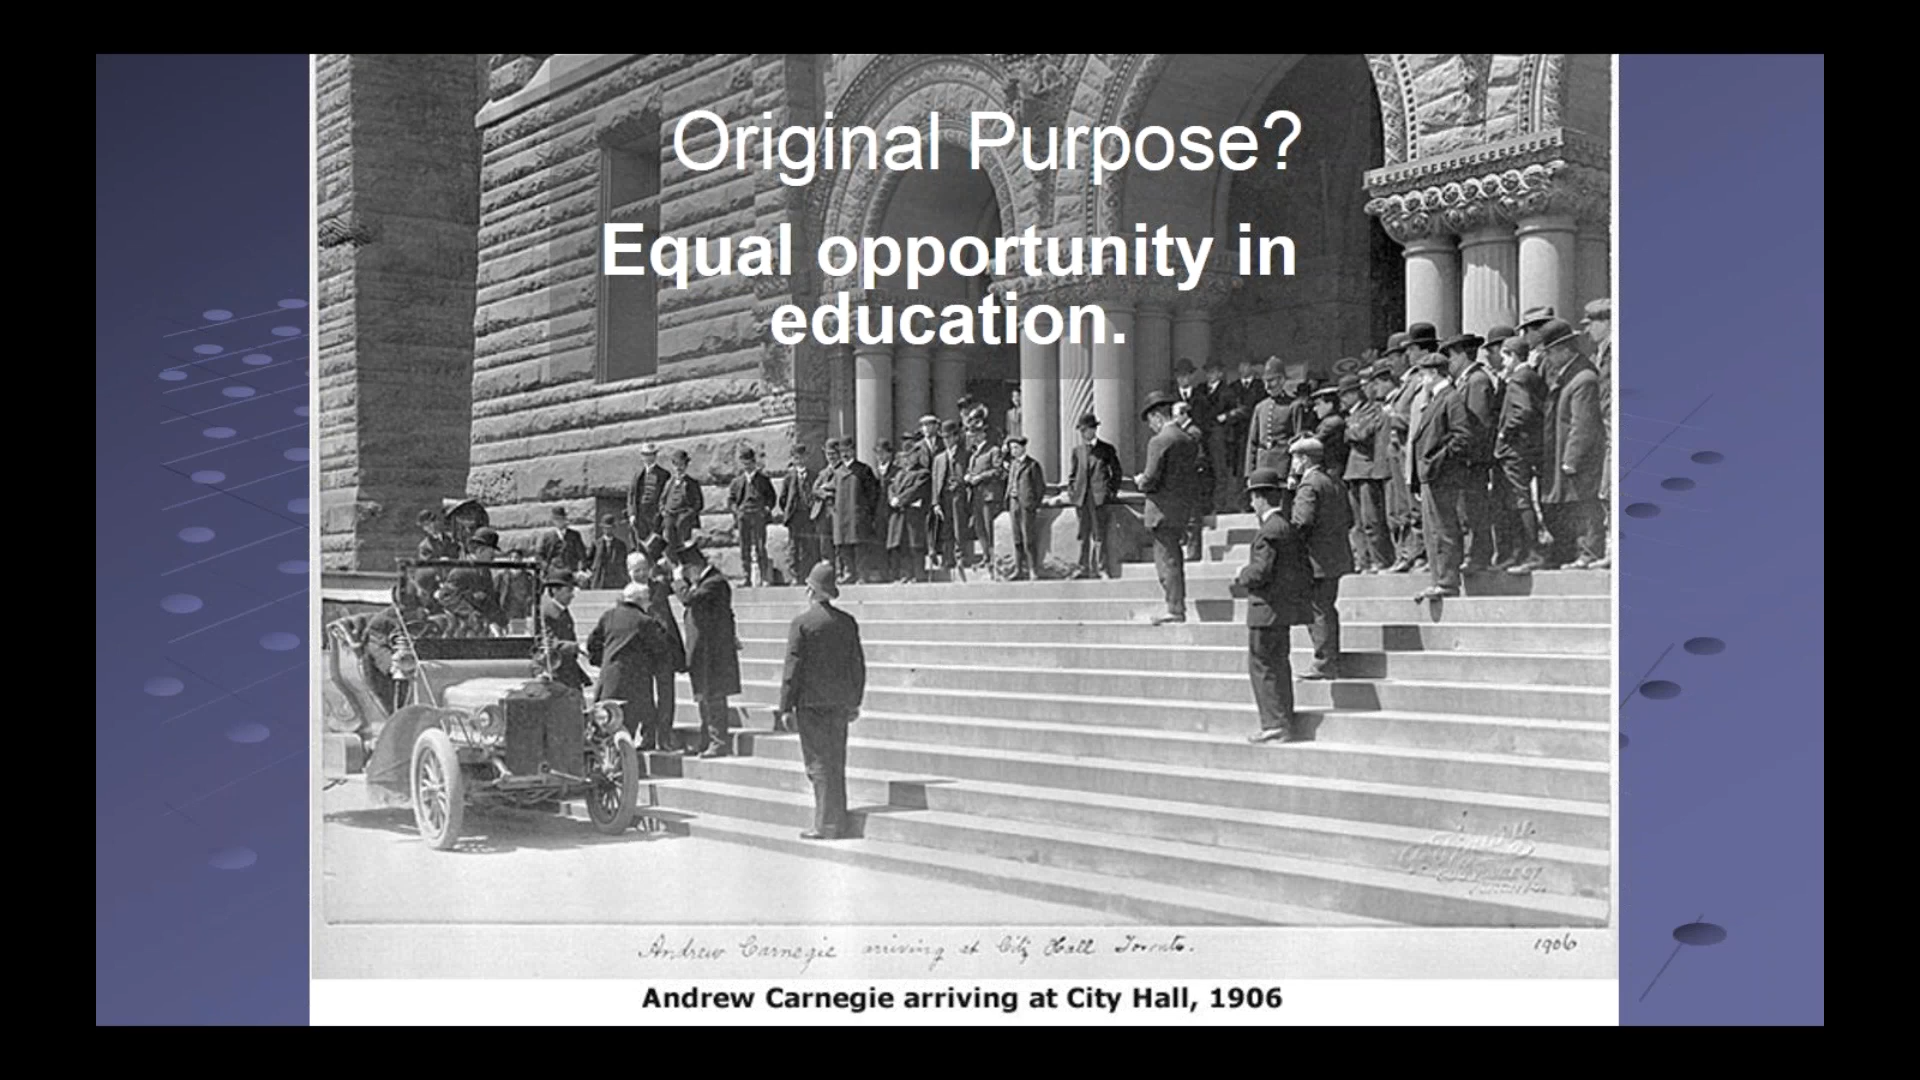 Original Purpose?
Equal opportunity in
education.
Andrew Carnegie arriving at City Hall Toronto.
1906
Andrew Carnegie arriving at City Hall, 1906